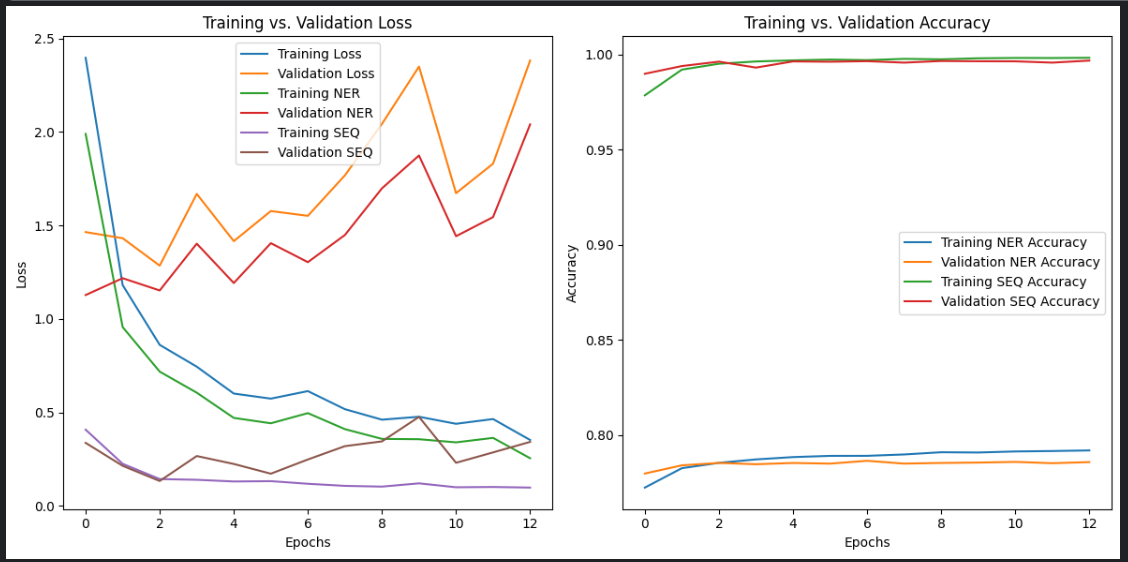 Training vs. Validation Loss
2.5
2.0
1.5
1.0
0.5
0.0
Loss
0 2 4 6 8 10 12
Epochs
Training Loss
Validation Loss
Training NER
Validation NER
Training SEQ
Validation SEQ
Training vs. Validation Accuracy
1.00
0.95
0.90
0.85
0.80
Accuracy
0 2 4 6 8 10 12
Epochs
Training NER Accuracy
Validation NER Accuracy
Training SEQ Accuracy
Validation SEQ Accuracy